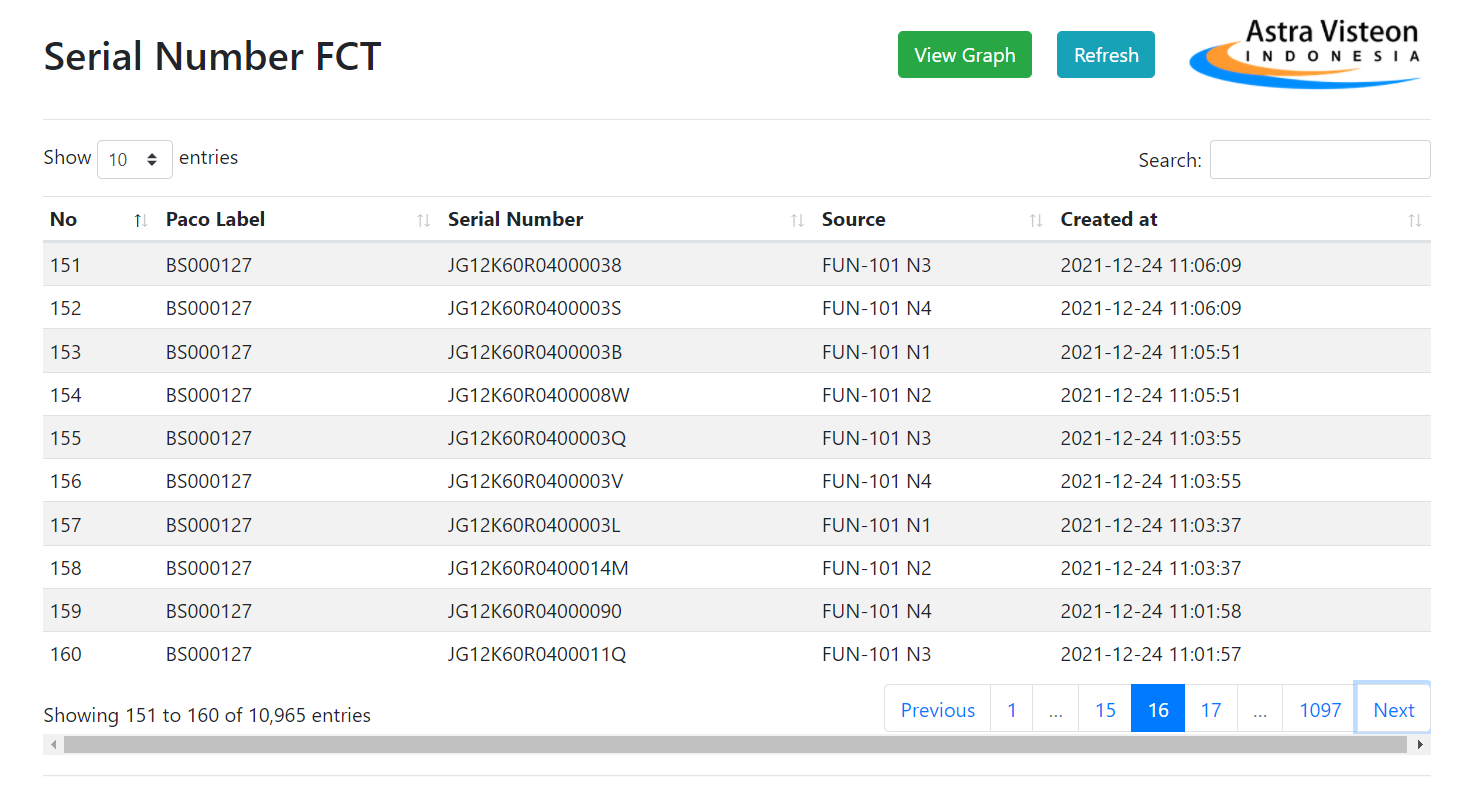 Serial Number FCT
View Graph
Refresh
Astra Visteon
INDONESIA
Show 10 entries
Search:
No Paco Label Serial Number Source Created at
151 BS000127 JG12K60R04000038 FUN-101 N3 2021-12-24 11:06:09
152 BS000127 JG12K60R0400003S FUN-101 N4 2021-12-24 11:06:09
153 BS000127 JG12K60R0400003B FUN-101 N1 2021-12-24 11:05:51
154 BS000127 JG12K60R0400008W FUN-101 N2 2021-12-24 11:05:51
155 BS000127 JG12K60R0400003Q FUN-101 N3 2021-12-24 11:03:55
156 BS000127 JG12K60R0400003V FUN-101 N4 2021-12-24 11:03:55
157 BS000127 JG12K60R0400003L FUN-101 N1 2021-12-24 11:03:37
158 BS000127 JG12K60R0400014M FUN-101 N2 2021-12-24 11:03:37
159 BS000127 JG12K60R04000090 FUN-101 N4 2021-12-24 11:01:58
160 BS000127 JG12K60R0400011Q FUN-101 N3 2021-12-24 11:01:57
Showing 151 to 160 of 10,965 entries
Previous 1 ... 15 16 17 ... 1097 Next